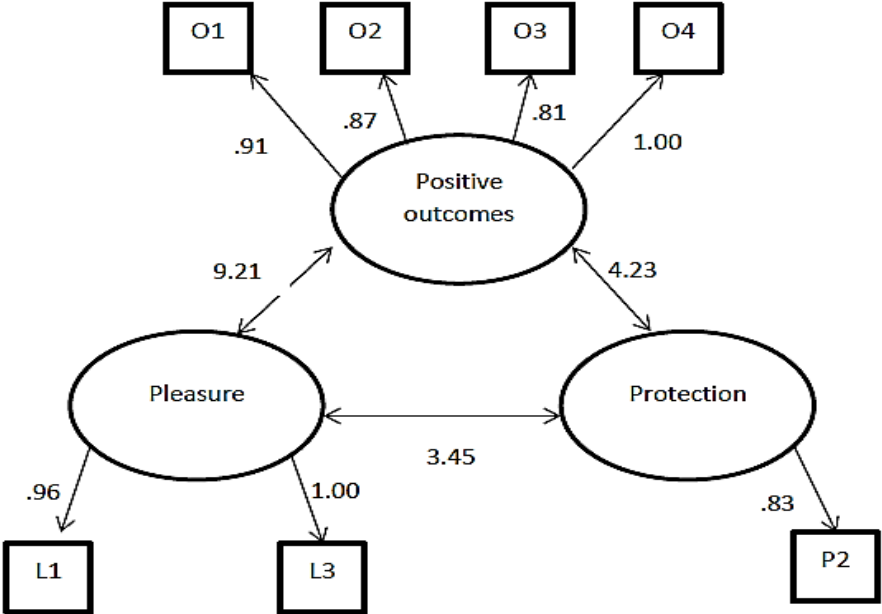 O1
O2
O3
O4
.91
.87
.81
1.00
Positive
outcomes
9.21
4.23
Pleasure
Protection
3.45
.96
1.00
.83
L1
L3
P2